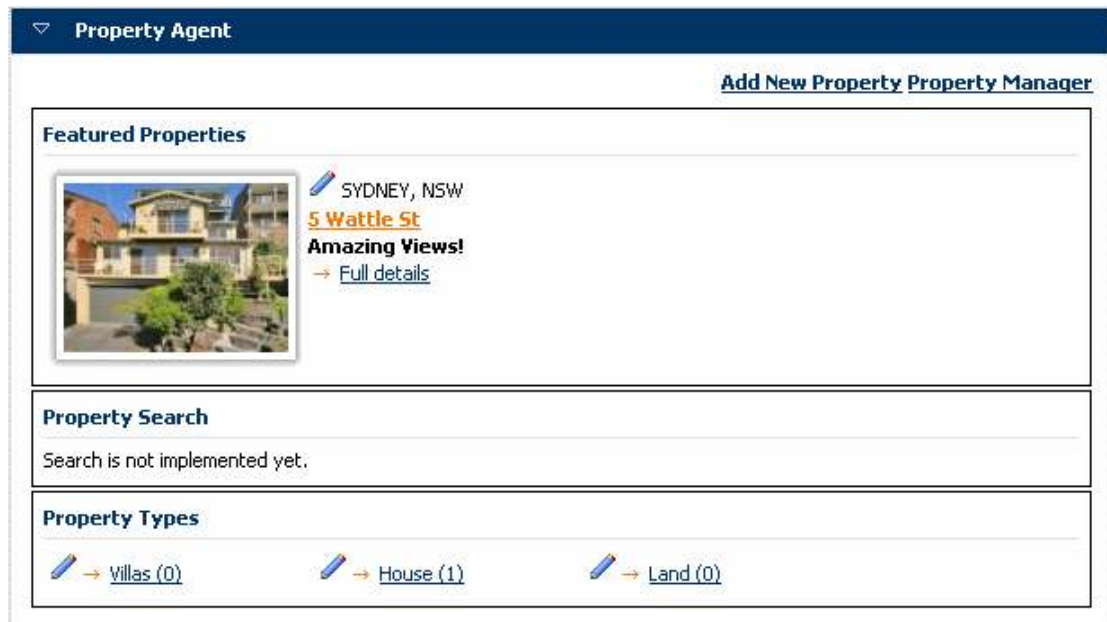 Property Agent
Add New Property Property Manager
Featured Properties
SYDNEY, NSW
5 Wattle St
Amazing Views!
→ Full details
Property Search
Search is not implemented yet.
Property Types
→ Villas (0) → House (1) → Land (0)